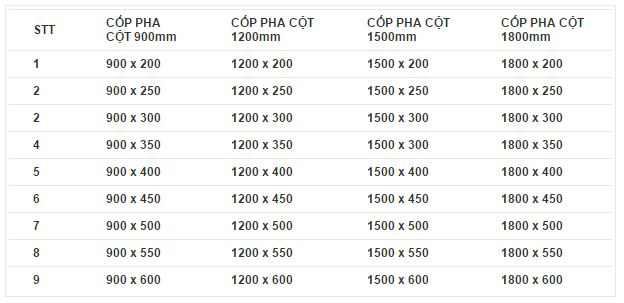 STT CỐP PHA CỘT 900mm CỐP PHA CỘT 1200mm CỐP PHA CỘT 1500mm CỐP PHA CỘT 1800mm
1 900 x 200 1200 x 200 1500 x 200 1800 x 200
2 900 x 250 1200 x 250 1500 x 250 1800 x 250
2 900 x 300 1200 x 300 1500 x 300 1800 x 300
4 900 x 350 1200 x 350 1500 x 300 1800 x 350
5 900 x 400 1200 x 400 1500 x 400 1800 x 400
6 900 x 450 1200 x 450 1500 x 450 1800 x 450
7 900 x 500 1200 x 500 1500 x 500 1800 x 500
8 900 x 550 1200 x 550 1500 x 550 1800 x 550
9 900 x 600 1200 x 600 1500 x 600 1800 x 600